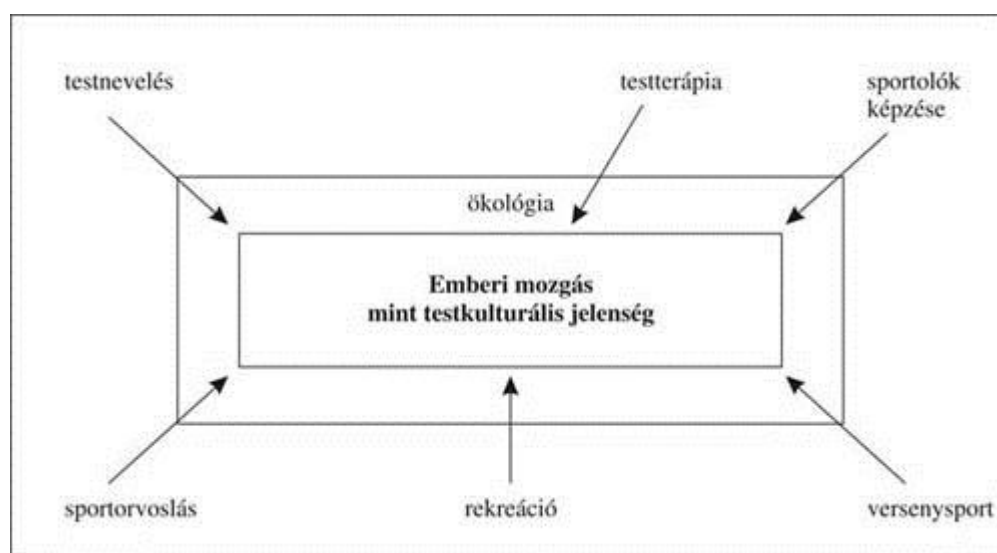 testnevelés
testterápia
sportolók
képzése
ökológia
Emberi mozgás
mint testkulturális jelenség
sportorvoslás
rekreáció
versenysport